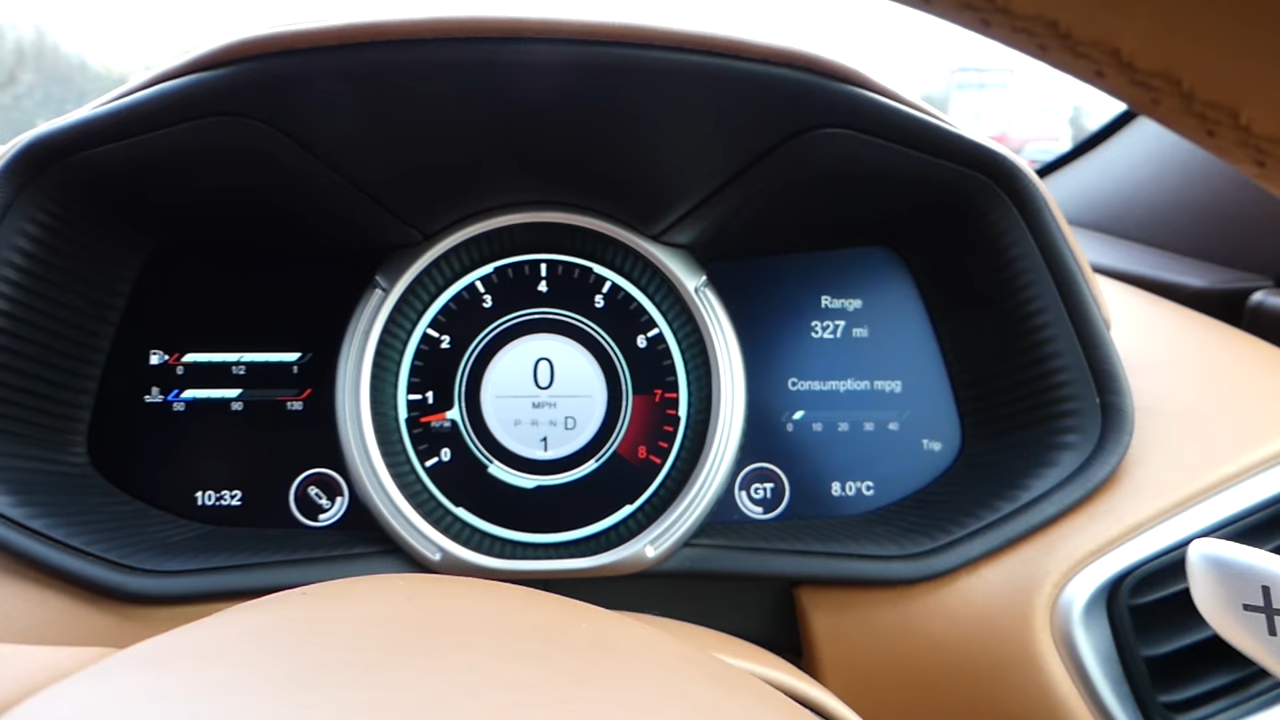 0 1/2 1
50 90 130
10:32
0 1 2 3 4 5 6 7 8
RPM
0
MPH
P R N D
1
Range
327 mi
Consumption mpg
0 10 20 30 40
Trip
GT
8.0°C
+